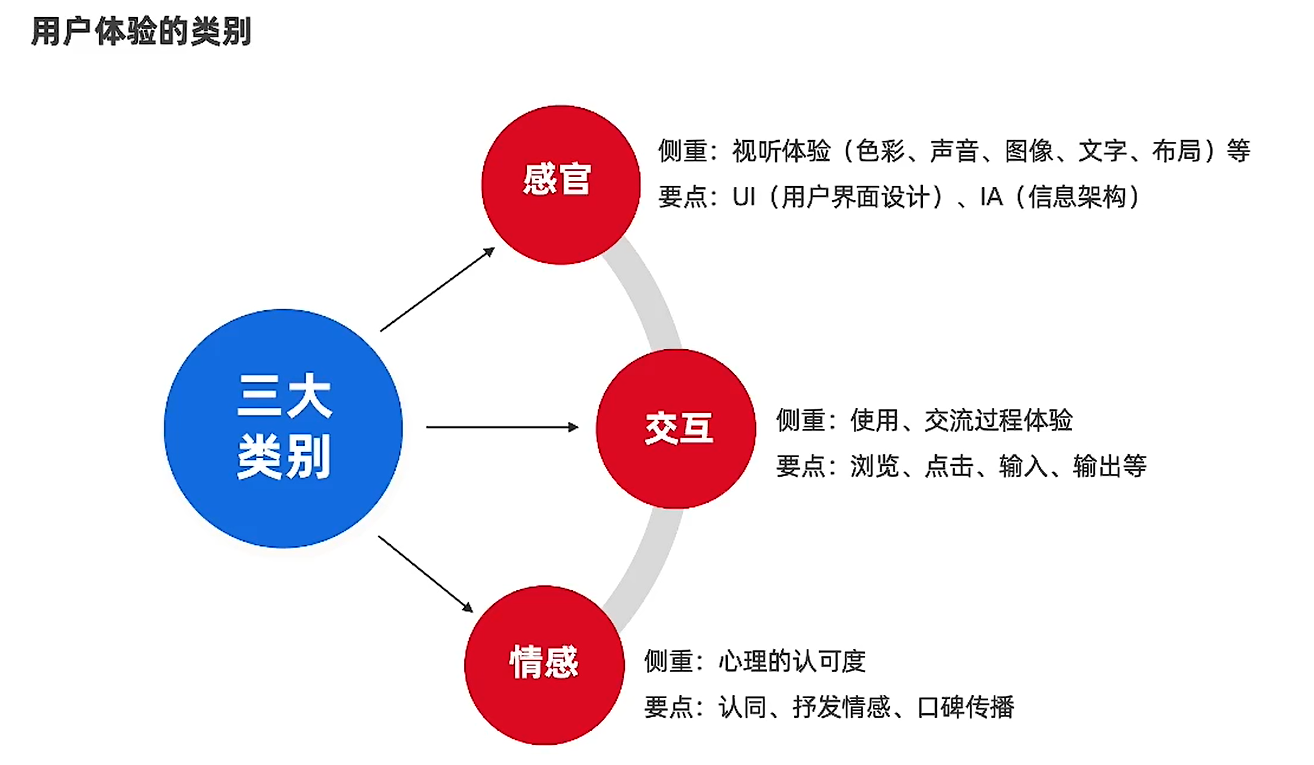 用户体验的类别
感官
侧重：视听体验（色彩、声音、图像、文字、布局）等
要点：UI（用户界面设计）、IA（信息架构）
三大
类别
交互
侧重：使用、交流过程体验
要点：浏览、点击、输入、输出等
情感
侧重：心理的认可度
要点：认同、抒发情感、口碑传播